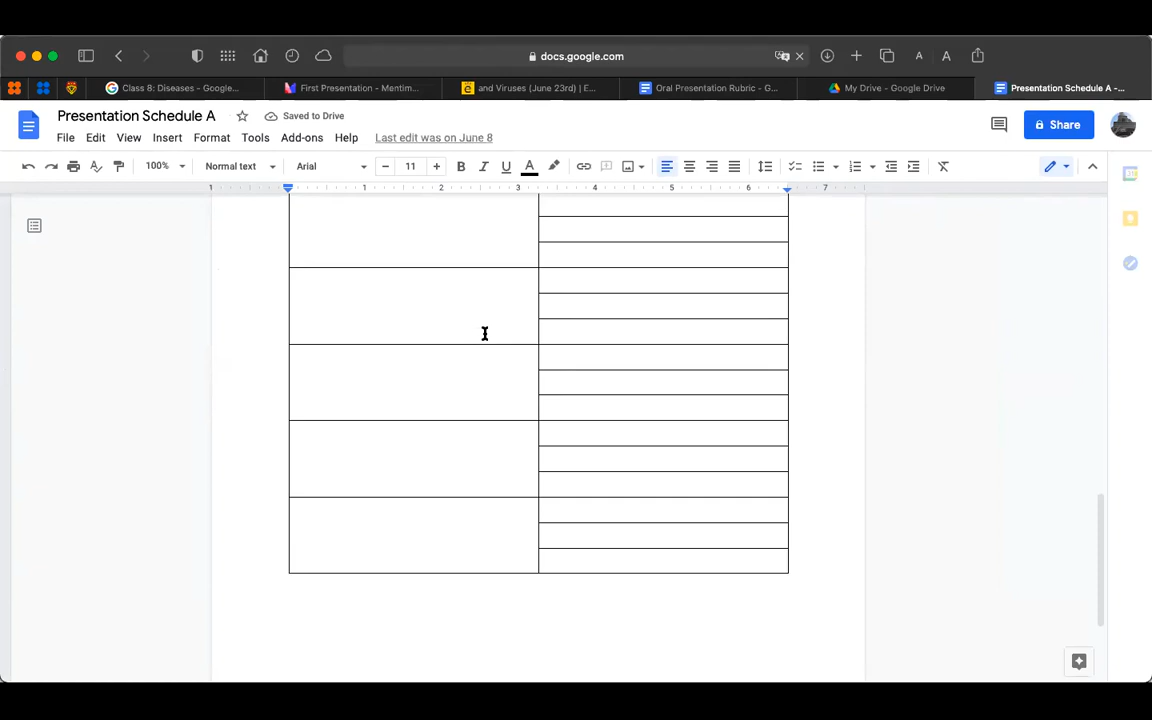 docs.google.com
Class 8: Diseases - Google...
First Presentation - Mentim...
and Viruses (June 23rd) | E...
Oral Presentation Rubric - G...
My Drive - Google Drive
Presentation Schedule A -...
Presentation Schedule A
Saved to Drive
Share
File Edit View Insert Format Tools Add-ons Help Last edit was on June 8
100% Normal text Arial 11 B I U A
1 1 2 3 4 5 6 7